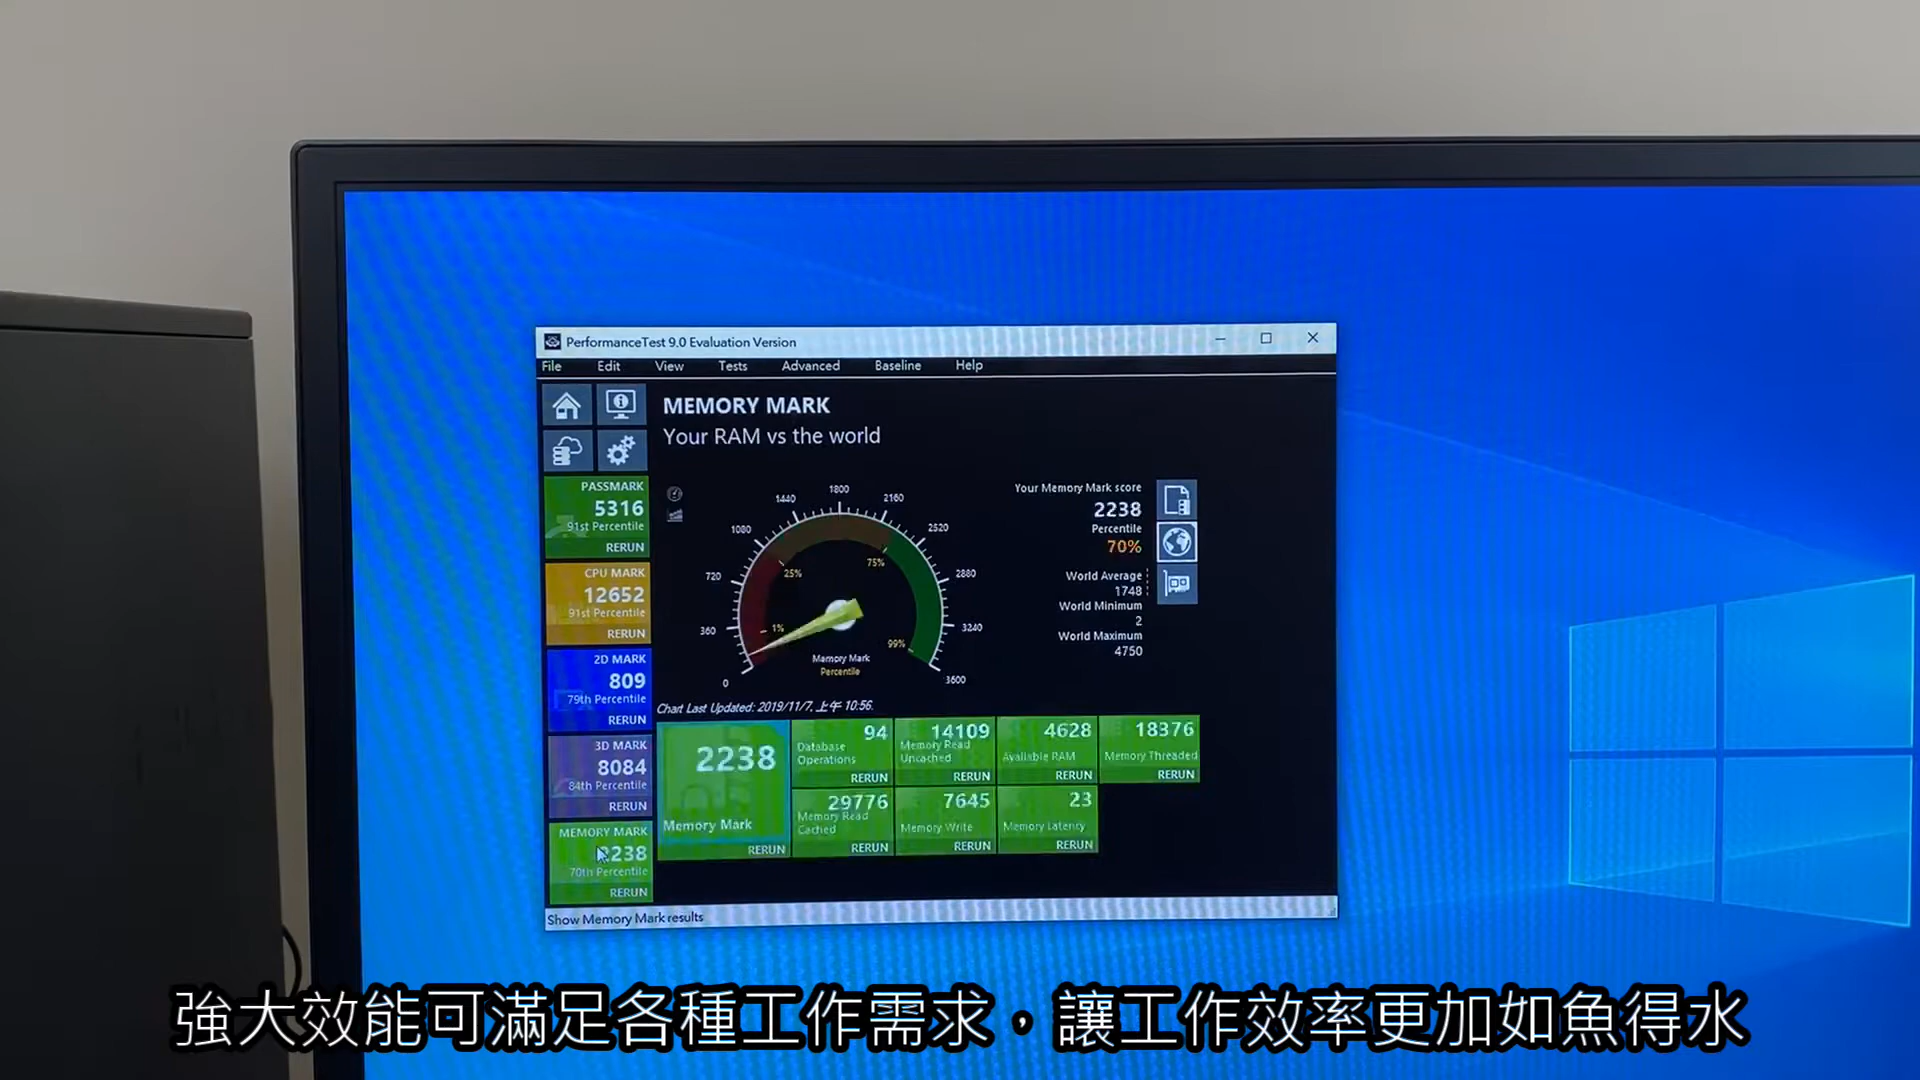 PerformanceTest 9.0 Evaluation Version
File Edit View Tests Advanced Baseline Help
MEMORY MARK
Your RAM vs the world
PASSMARK
5316
91st Percentile
RERUN
CPU MARK
12652
91st Percentile
RERUN
2D MARK
809
79th Percentile
RERUN
3D MARK
8084
84th Percentile
RERUN
MEMORY MARK
2238
70th Percentile
RERUN
0
360
720
1080
1440
1800
2160
2520
2880
3240
3600
1%
25%
75%
99%
Memory Mark
Percentile
Your Memory Mark score
2238
Percentile
70%
World Average
1748
World Minimum
2
World Maximum
4750
Chart Last Updated: 2019/11/7, 上午 10:56.
2238
Memory Mark
RERUN
94
Database
Operations
RERUN
14109
Memory Read
Uncached
RERUN
4628
Available RAM
RERUN
18376
Memory Threaded
RERUN
29776
Memory Read
Cached
RERUN
7645
Memory Write
RERUN
23
Memory Latency
RERUN
Show Memory Mark results
強大效能可滿足各種工作需求，讓工作效率更加如魚得水